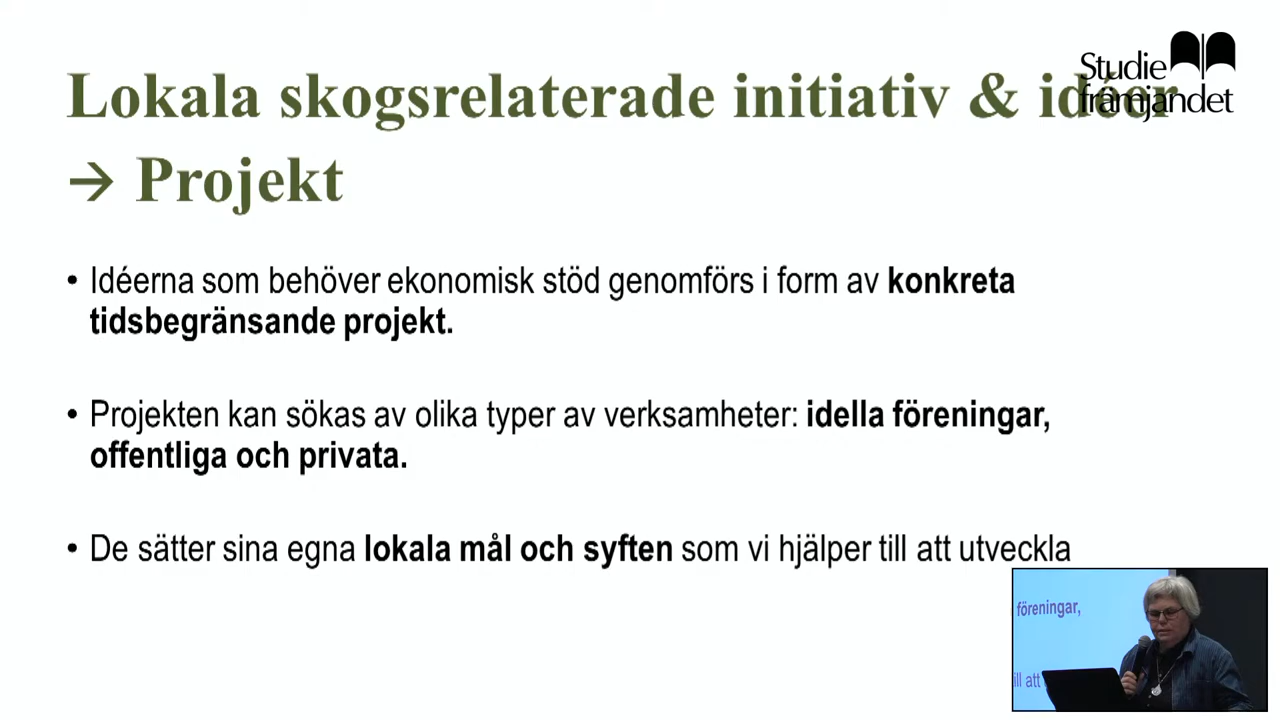 Lokala skogsrelaterade initiativ & idéer
→ Projekt
Studie
främjandet
• Idéerna som behöver ekonomisk stöd genomförs i form av konkreta
tidsbegränsande projekt.
• Projekten kan sökas av olika typer av verksamheter: idella föreningar,
offentliga och privata.
• De sätter sina egna lokala mål och syften som vi hjälper till att utveckla
föreningar,
till att